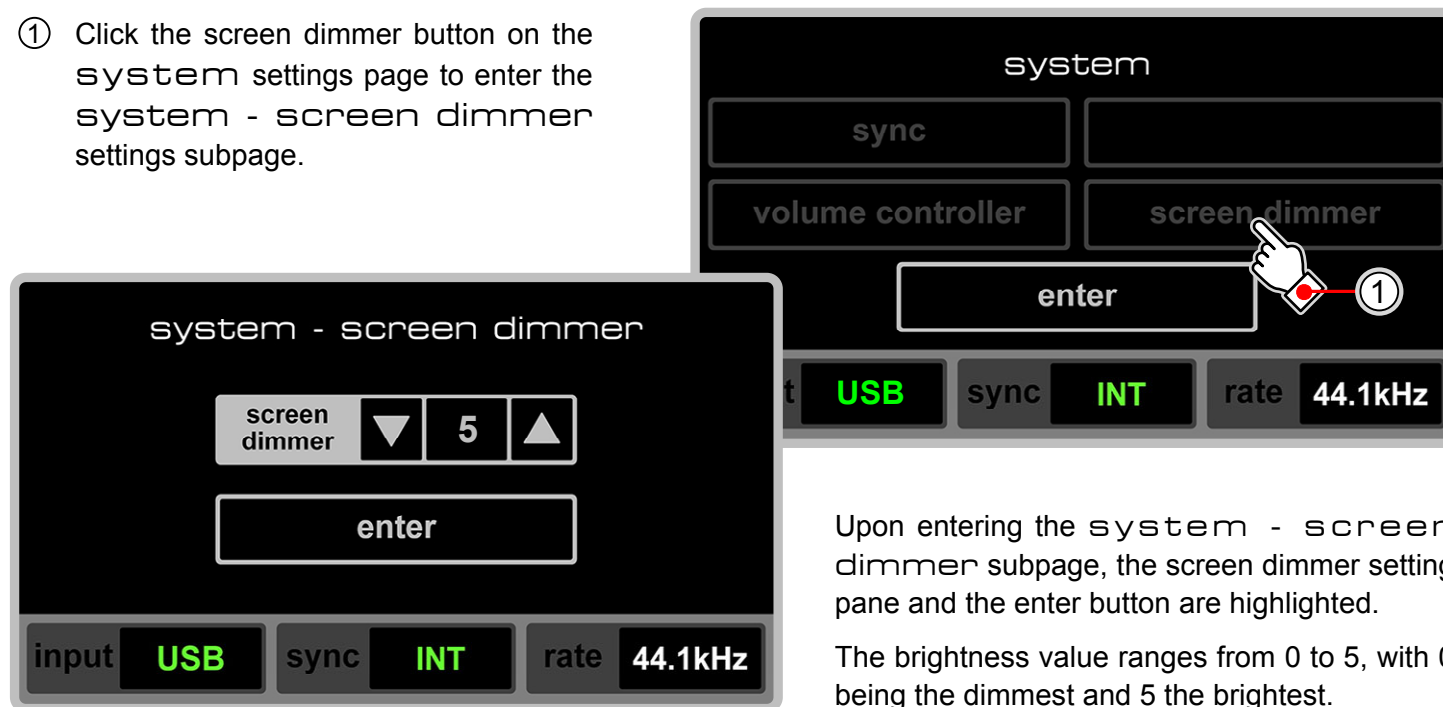 ① Click the screen dimmer button on the
system settings page to enter the
system - screen dimmer
settings subpage.
system
sync
volume controller screen dimmer
enter
1
t USB sync INT rate 44.1kHz
system - screen dimmer
screen
dimmer 5
enter
input USB sync INT rate 44.1kHz
Upon entering the system - screen
dimmer subpage, the screen dimmer setting
pane and the enter button are highlighted.
The brightness value ranges from 0 to 5, with 0
being the dimmest and 5 the brightest.